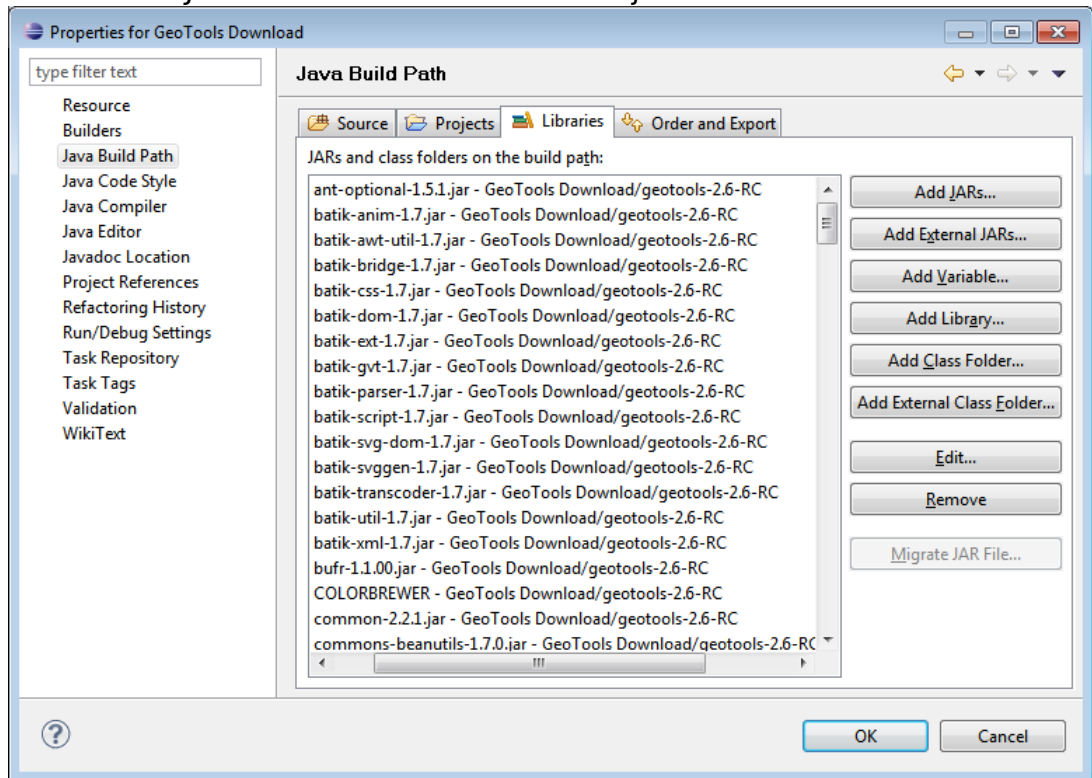 Properties for GeoTools Download
type filter text
Resource
Builders
Java Build Path
Java Code Style
Java Compiler
Java Editor
Javadoc Location
Project References
Refactoring History
Run/Debug Settings
Task Repository
Task Tags
Validation
WikiText
Java Build Path
Source Projects Libraries Order and Export
JARs and class folders on the build path:
ant-optional-1.5.1.jar - GeoTools Download/geotools-2.6-RC
batik-anim-1.7.jar - GeoTools Download/geotools-2.6-RC
batik-awt-util-1.7.jar - GeoTools Download/geotools-2.6-RC
batik-bridge-1.7.jar - GeoTools Download/geotools-2.6-RC
batik-css-1.7.jar - GeoTools Download/geotools-2.6-RC
batik-dom-1.7.jar - GeoTools Download/geotools-2.6-RC
batik-ext-1.7.jar - GeoTools Download/geotools-2.6-RC
batik-gvt-1.7.jar - GeoTools Download/geotools-2.6-RC
batik-parser-1.7.jar - GeoTools Download/geotools-2.6-RC
batik-script-1.7.jar - GeoTools Download/geotools-2.6-RC
batik-svg-dom-1.7.jar - GeoTools Download/geotools-2.6-RC
batik-svggen-1.7.jar - GeoTools Download/geotools-2.6-RC
batik-transcoder-1.7.jar - GeoTools Download/geotools-2.6-RC
batik-util-1.7.jar - GeoTools Download/geotools-2.6-RC
batik-xml-1.7.jar - GeoTools Download/geotools-2.6-RC
bufr-1.1.00.jar - GeoTools Download/geotools-2.6-RC
COLORBREWER - GeoTools Download/geotools-2.6-RC
common-2.2.1.jar - GeoTools Download/geotools-2.6-RC
commons-beanutils-1.7.0.jar - GeoTools Download/geotools-2.6-RC
Add JARs...
Add External JARs...
Add Variable...
Add Library...
Add Class Folder...
Add External Class Folder...
Edit...
Remove
Migrate JAR File...
OK
Cancel